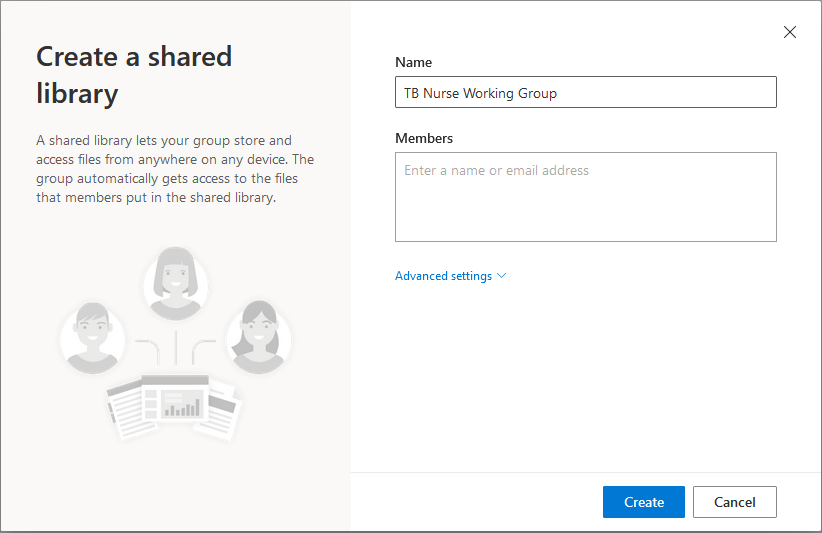 Create a shared
library
A shared library lets your group store and
access files from anywhere on any device. The
group automatically gets access to the files
that members put in the shared library.
Name
TB Nurse Working Group
Members
Enter a name or email address
Advanced settings
Create
Cancel